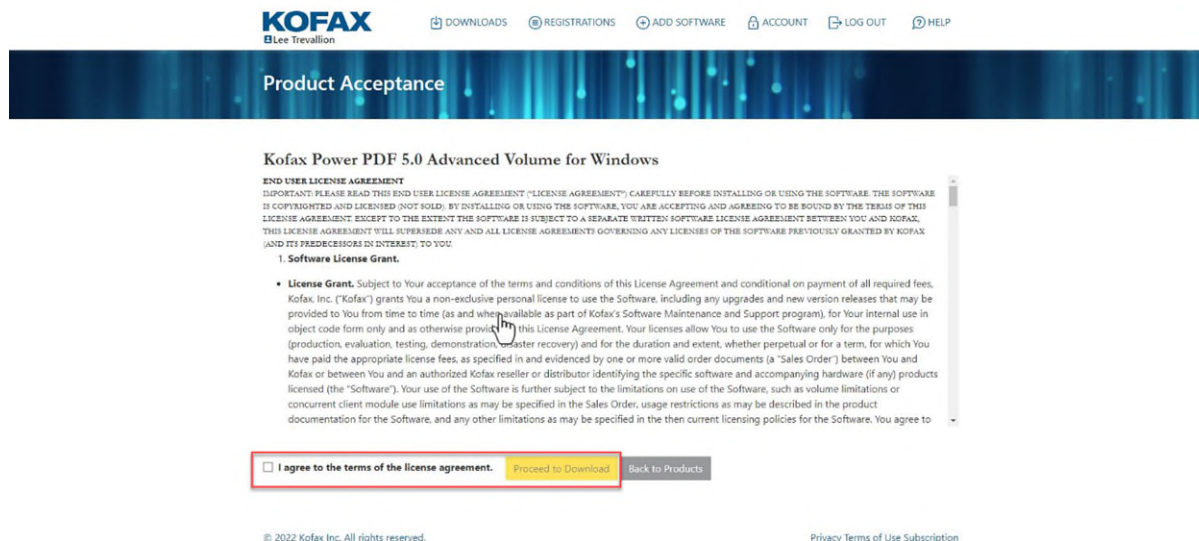 KOFAX
Lee Trevallion
DOWNLOADS
REGISTRATIONS
ADD SOFTWARE
ACCOUNT
LOG OUT
HELP
Product Acceptance
Kofax Power PDF 5.0 Advanced Volume for Windows
END USER LICENSE AGREEMENT
IMPORTANT: PLEASE READ THIS END USER LICENSE AGREEMENT ("LICENSE AGREEMENT") CAREFULLY BEFORE INSTALLING OR USING THE SOFTWARE. THE SOFTWARE
IS COPYRIGHTED AND LICENSED (NOT SOLD). BY INSTALLING OR USING THE SOFTWARE, YOU ARE ACCEPTING AND AGREEING TO BE BOUND BY THE TERMS OF THIS
LICENSE AGREEMENT. EXCEPT TO THE EXTENT THE SOFTWARE IS SUBJECT TO A SEPARATE WRITTEN SOFTWARE LICENSE AGREEMENT BETWEEN YOU AND KOFAX,
THIS LICENSE AGREEMENT WILL SUPERSEDE ANY AND ALL LICENSE AGREEMENTS GOVERNING ANY LICENSES OF THE SOFTWARE PREVIOUSLY GRANTED BY KOFAX
(AND ITS PREDECESSORS IN INTEREST) TO YOU.
1. Software License Grant.
• License Grant. Subject to Your acceptance of the terms and conditions of this License Agreement and conditional on payment of all required fees,
Kofax, Inc. ("Kofax") grants You a non-exclusive personal license to use the Software, including any upgrades and new version releases that may be
provided to You from time to time (as and when available as part of Kofax's Software Maintenance and Support program), for Your internal use in
object code form only and as otherwise provid this License Agreement. Your licenses allow You to use the Software only for the purposes
(production, evaluation, testing, demonstration, disaster recovery) and for the duration and extent, whether perpetual or for a term, for which You
have paid the appropriate license fees, as specified in and evidenced by one or more valid order documents (a "Sales Order") between You and
Kofax or between You and an authorized Kofax reseller or distributor identifying the specific software and accompanying hardware (if any) products
licensed (the "Software"). Your use of the Software is further subject to the limitations on use of the Software, such as volume limitations or
concurrent client module use limitations as may be specified in the Sales Order, usage restrictions as may be described in the product
documentation for the Software, and any other limitations as may be specified in the then current licensing policies for the Software. You agree to
I agree to the terms of the license agreement.
Proceed to Download
Back to Products
© 2022 Kofax Inc. All rights reserved.
Privacy Terms of Use Subscription